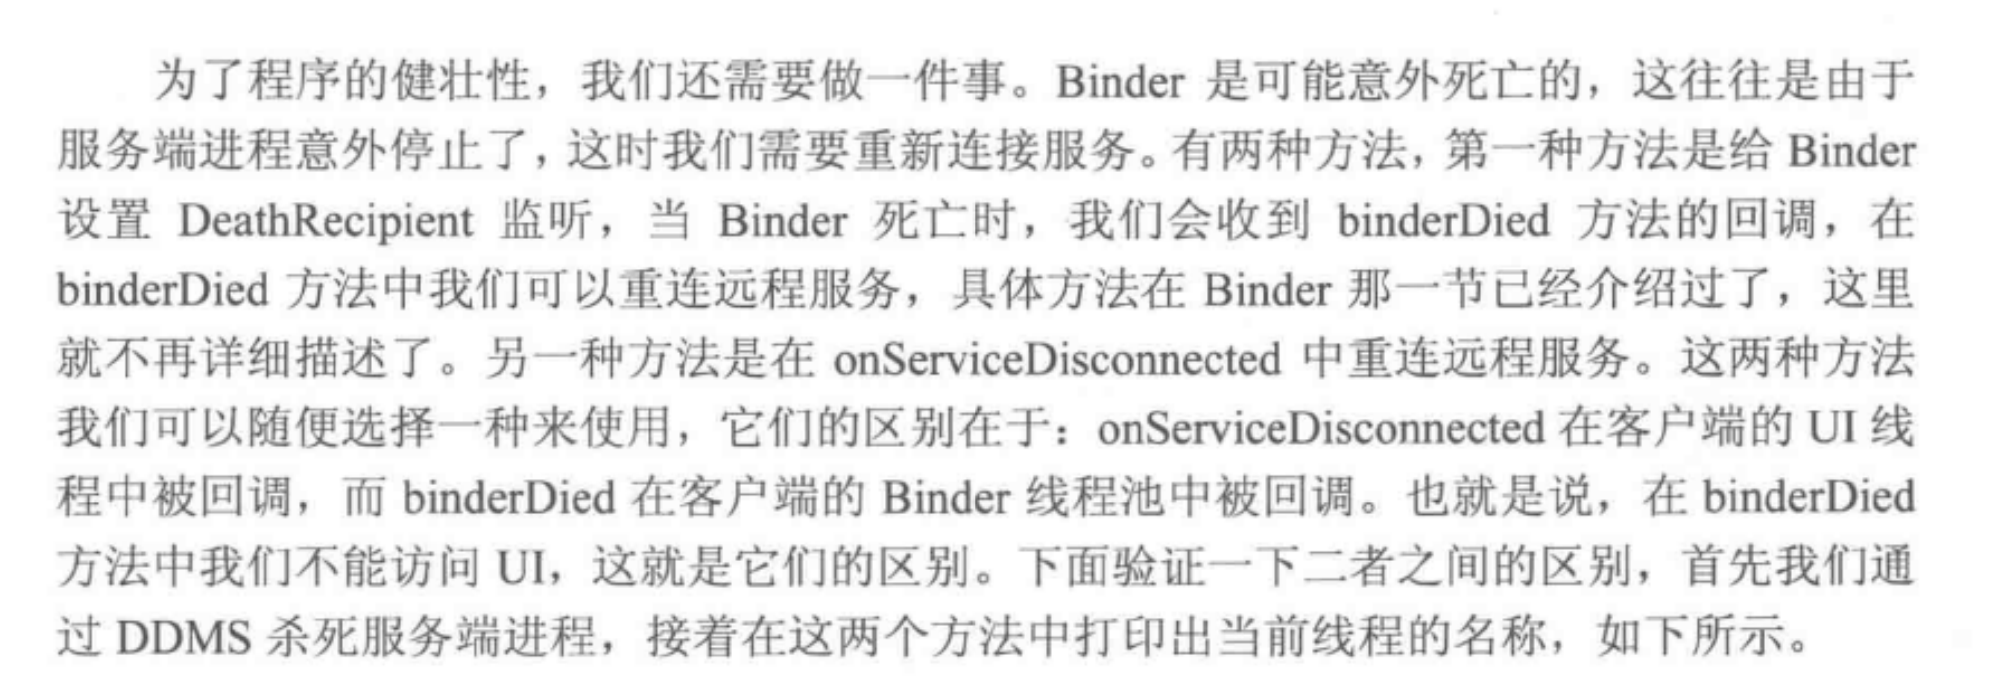 为了程序的健壮性，我们还需要做一件事。Binder 是可能意外死亡的，这往往是由于
服务端进程意外停止了，这时我们需要重新连接服务。有两种方法，第一种方法是给 Binder
设置 DeathRecipient 监听，当 Binder 死亡时，我们会收到 binderDied 方法的回调，在
binderDied 方法中我们可以重连远程服务，具体方法在 Binder 那一节已经介绍过了，这里
就不再详细描述了。另一种方法是在 onServiceDisconnected 中重连远程服务。这两种方法
我们可以随便选择一种来使用，它们的区别在于：onServiceDisconnected 在客户端的 UI 线
程中被回调，而 binderDied 在客户端的 Binder 线程池中被回调。也就是说，在 binderDied
方法中我们不能访问 UI，这就是它们的区别。下面验证一下二者之间的区别，首先我们通
过 DDMS 杀死服务端进程，接着在这两个方法中打印出当前线程的名称，如下所示。